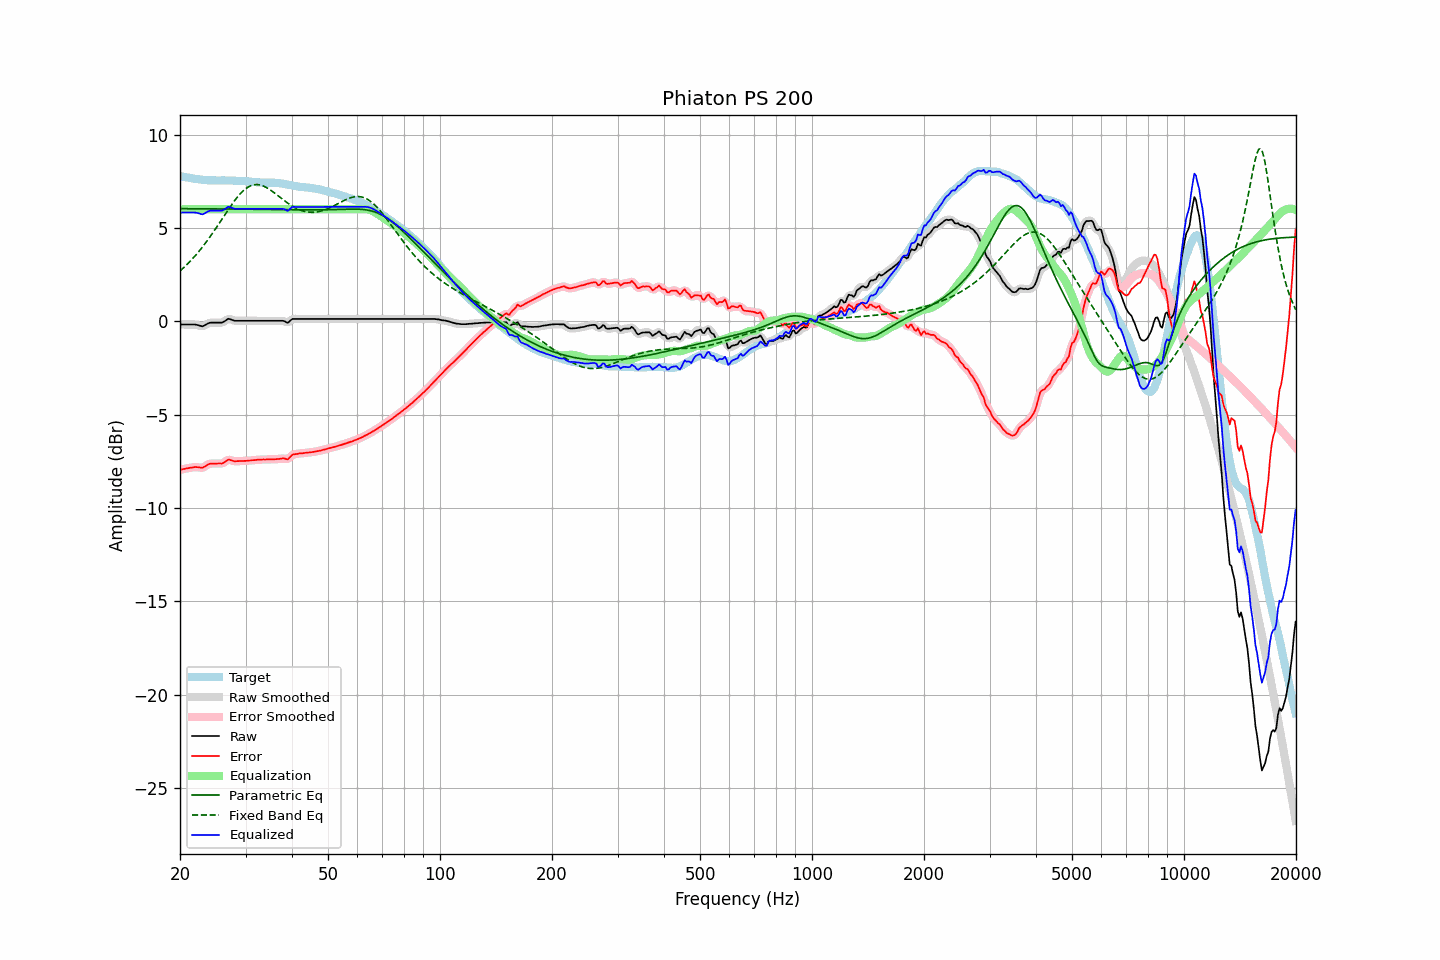 Phiaton PS 200
Amplitude (dBr)
10
5
0
−5
−10
−15
−20
−25
Target
Raw Smoothed
Error Smoothed
Raw
Error
Equalization
Parametric Eq
Fixed Band Eq
Equalized
20 50 100 200 500 1000 2000 5000 10000 20000
Frequency (Hz)